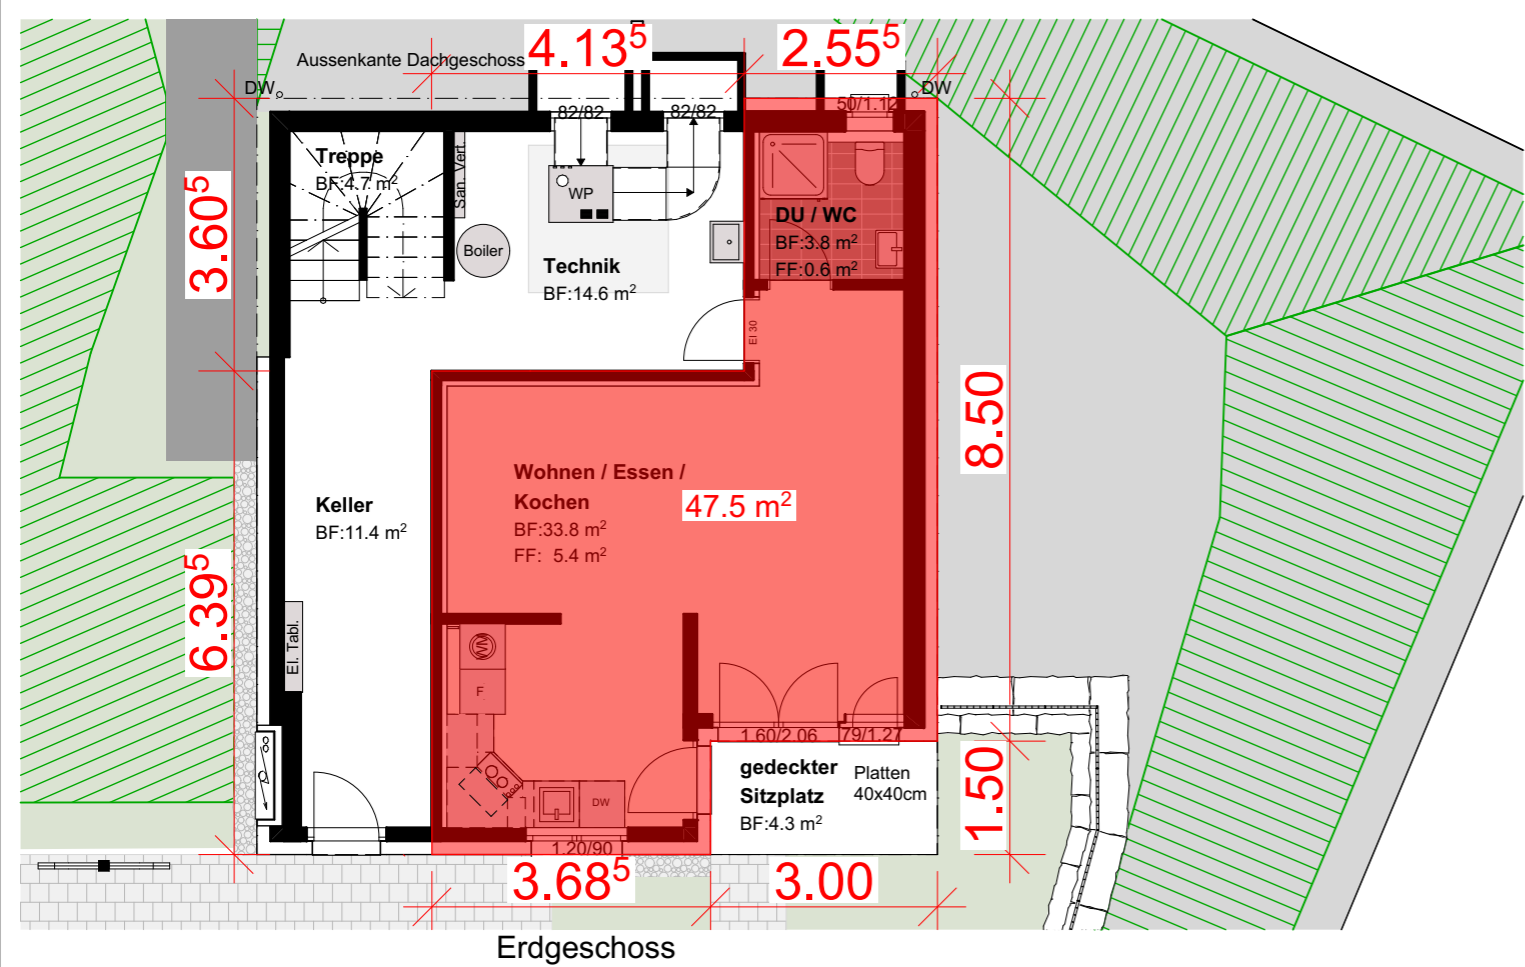 4.13⁵
2.55⁵
Aussenkante Dachgeschoss
DW
DW
82/82
82/82
50/1.12
Treppe
BF:4.7 m²
San. Vert.
WP
Boiler
Technik
BF:14.6 m²
DU / WC
BF:3.8 m²
FF:0.6 m²
3.60⁵
EI 30
8.50
Wohnen / Essen /
Kochen
BF:33.8 m²
FF: 5.4 m²
47.5 m²
Keller
BF:11.4 m²
6.39⁵
El. Tabl.
WM
F
DW
1.60/2.06
79/1.27
gedeckter
Sitzplatz
BF:4.3 m²
Platten
40x40cm
1.50
1.20/90
3.68⁵
3.00
Erdgeschoss